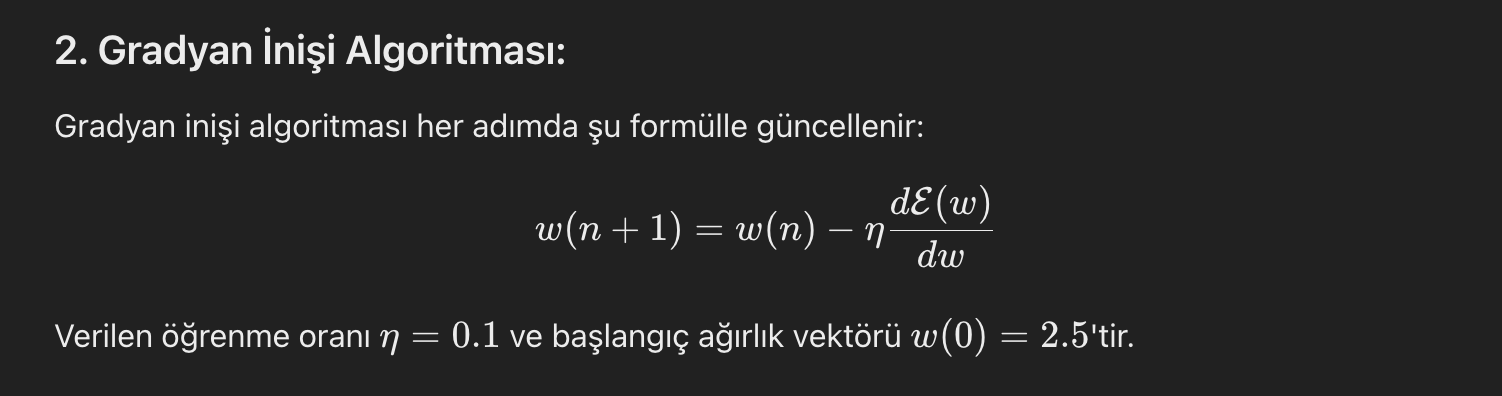 2. Gradyan İnişi Algoritması:
Gradyan inişi algoritması her adımda şu formülle güncellenir:
w(n + 1) = w(n) − η dℰ(w)/dw
Verilen öğrenme oranı η = 0.1 ve başlangıç ağırlık vektörü w(0) = 2.5'tir.